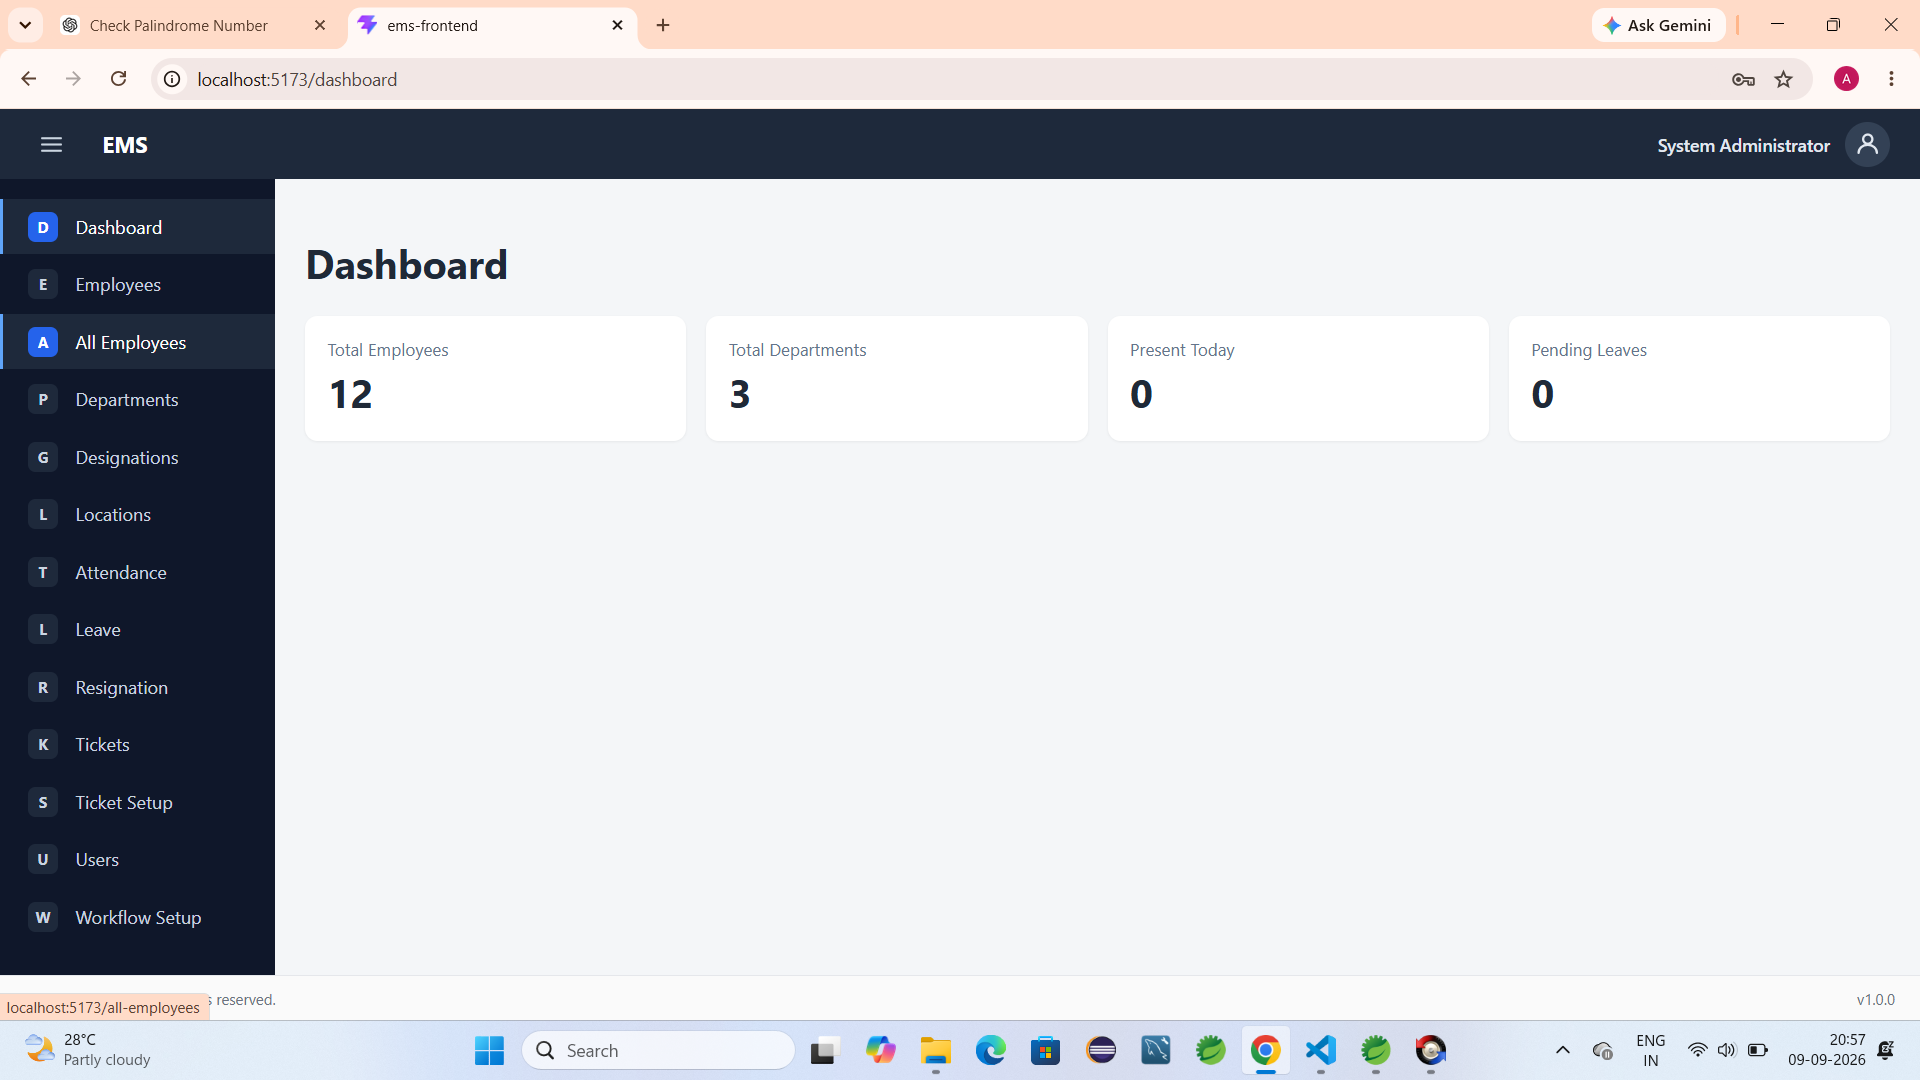 Check Palindrome Number
ems-frontend
Ask Gemini
localhost:5173/dashboard
A
EMS
System Administrator
D Dashboard
E Employees
A All Employees
P Departments
G Designations
L Locations
T Attendance
L Leave
R Resignation
K Tickets
S Ticket Setup
U Users
W Workflow Setup
Dashboard
Total Employees
12
Total Departments
3
Present Today
0
Pending Leaves
0
reserved.
v1.0.0
localhost:5173/all-employees
28°C
Partly cloudy
Search
ENG
IN
20:57
09-09-2026